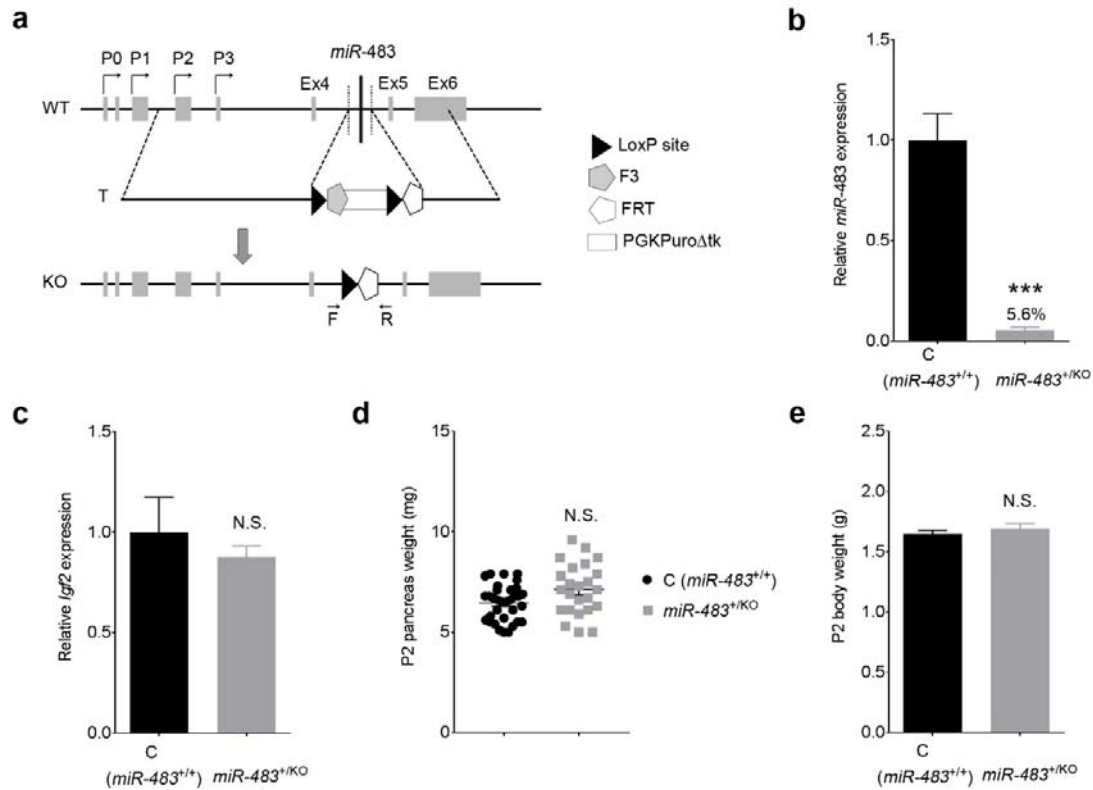 a
miR-483
P0 P1 P2 P3
Ex4 Ex5 Ex6
WT
T
KO
F R
LoxP site
F3
FRT
PGKPuroΔtk
b
Relative miR-483 expression
1.5
1.0
0.5
0.0
***
5.6%
C
(miR-483+/+) miR-483+/KO
c
Relative Igf2 expression
1.5
1.0
0.5
0.0
N.S.
C
(miR-483+/+) miR-483+/KO
d
P2 pancreas weight (mg)
15
10
5
0
N.S.
C (miR-483+/+)
miR-483+/KO
e
P2 body weight (g)
2.5
2.0
1.5
1.0
0.5
0.0
N.S.
C
(miR-483+/+) miR-483+/KO